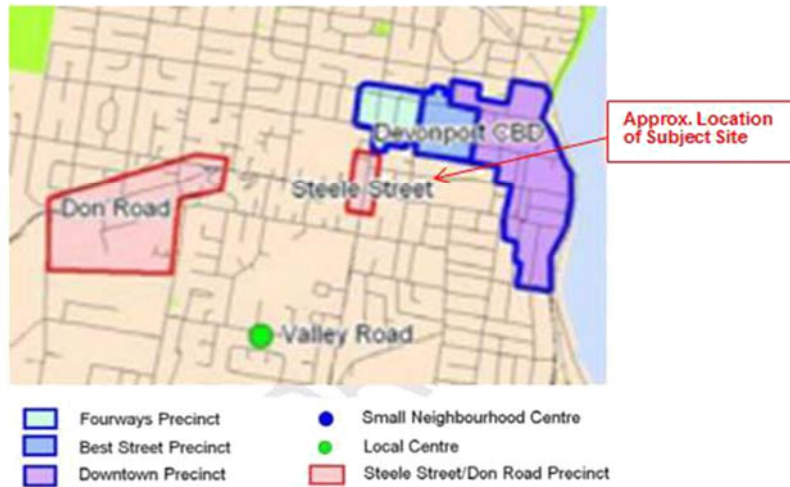 Devonport CBD
Approx. Location
of Subject Site
Steele Street
Don Road
Valley Road
Fourways Precinct
Small Neighbourhood Centre
Best Street Precinct
Local Centre
Downtown Precinct
Steele Street/Don Road Precinct